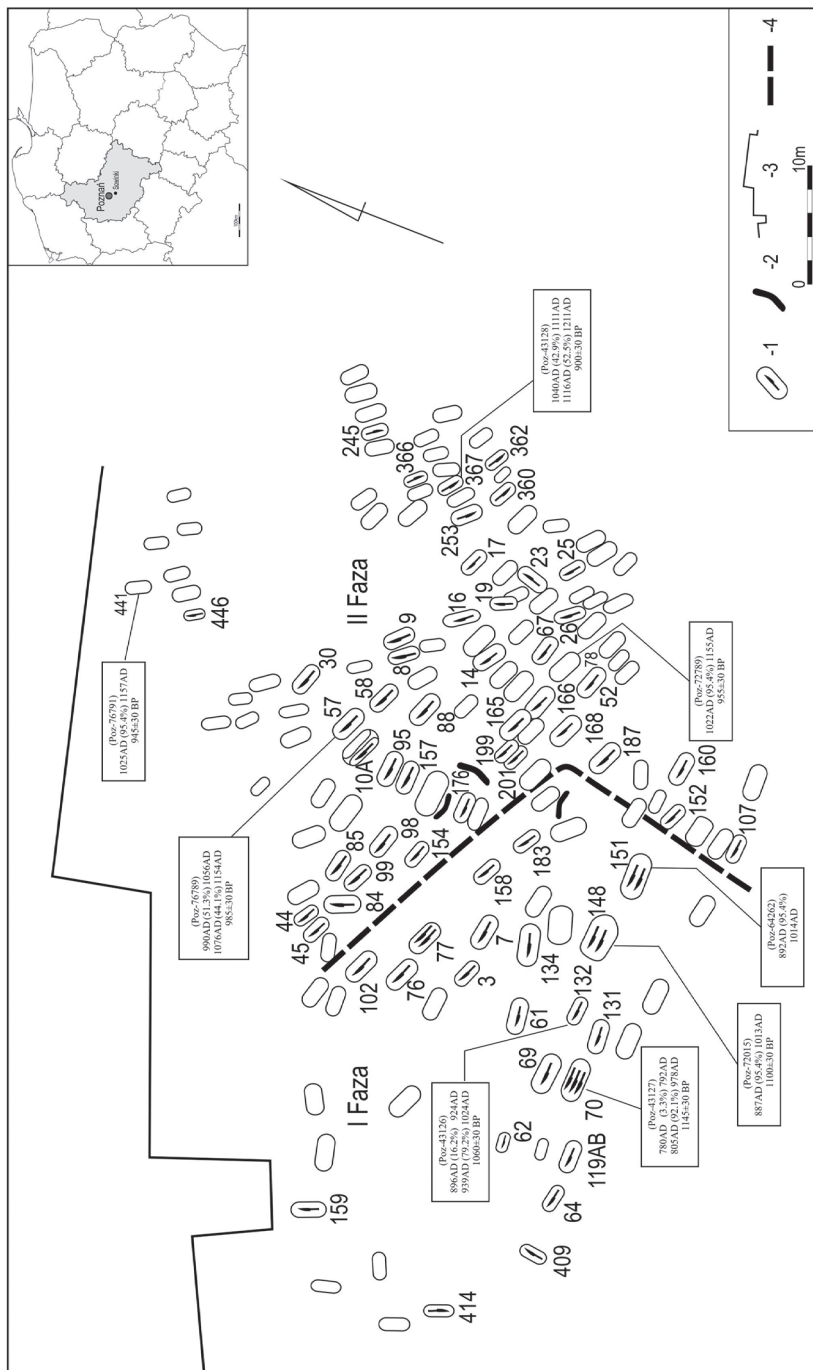 Poznań
Sowinki
100km
-1
-2
-3
-4
0
10m
I Faza
II Faza
(Poz-76791)
1025AD (95.4%) 1157AD
945±30 BP
(Poz-76789)
990AD (51.3%) 1056AD
1076AD (44.1%) 1154AD
985±30 BP
(Poz-43128)
1040AD (42.9%) 1111AD
1116AD (52.5%) 1211AD
900±30 BP
(Poz-72789)
1022AD (95.4%) 1155AD
955±30 BP
(Poz-43126)
896AD (16.2%) 924AD
939AD (79.2%) 1024AD
1060±30 BP
(Poz-43127)
780AD (3.3%) 792AD
805AD (92.1%) 978AD
1145±30 BP
(Poz-72015)
887AD (95.4%) 1013AD
1100±30 BP
(Poz-64262)
892AD (95.4%)
1014AD
441
446
245
366
367
362
360
253
17
23
25
19
16
67
26
9
8
14
78
52
30
58
88
165
166
168
57
10A
95
157
199
201
187
160
176
152
107
85
98
99
154
183
158
151
44
84
45
77
7
134
148
102
76
3
132
131
61
69
70
62
119AB
64
159
409
414